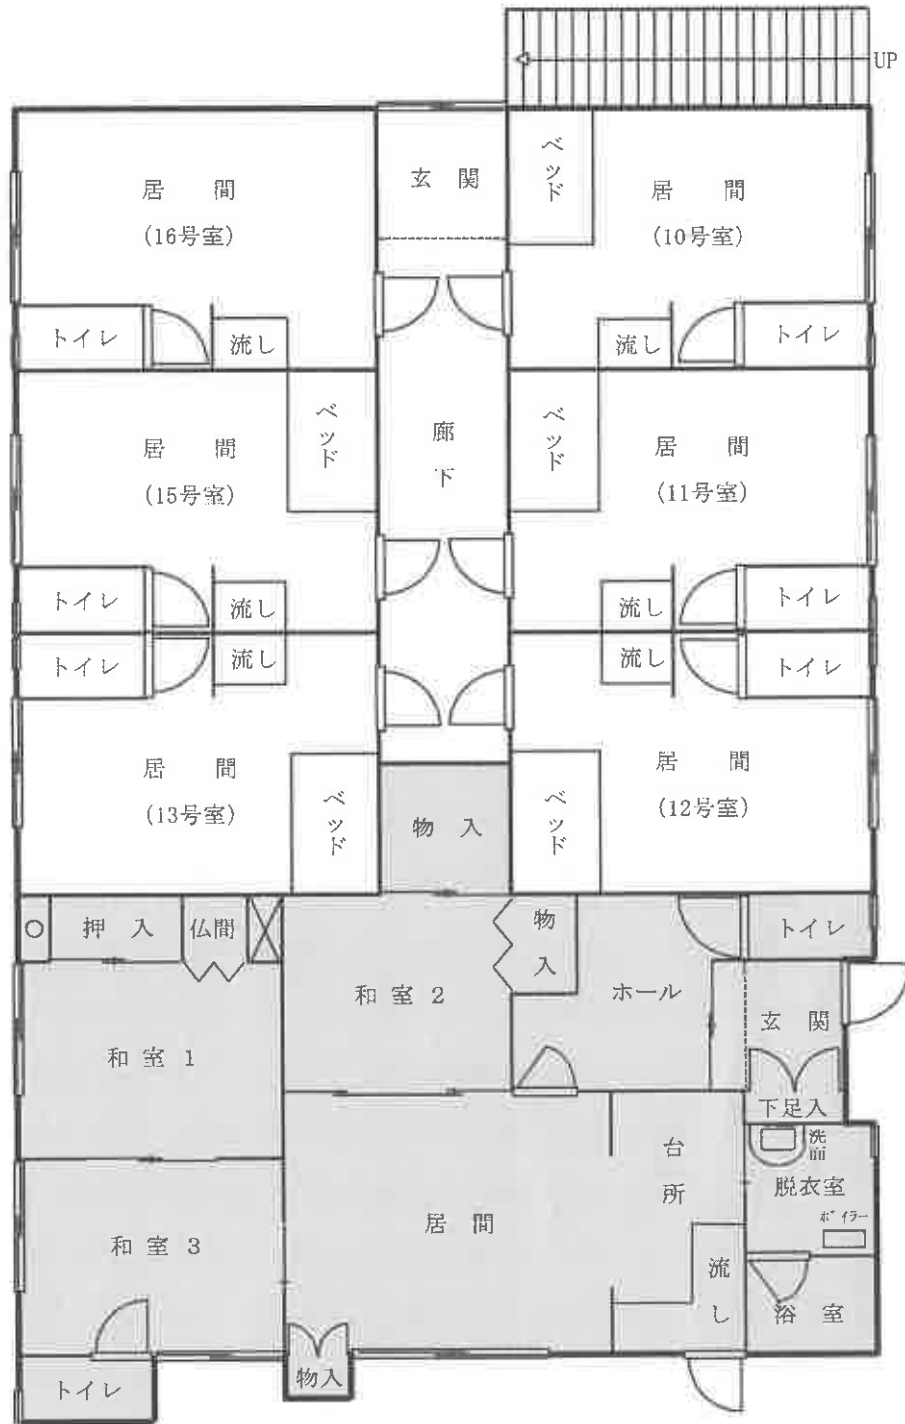 UP
居 間
(16号室)
玄 関
ベッド
居 間
(10号室)
トイレ
流し
流し
トイレ
居 間
(15号室)
ベッド
廊下
ベッド
居 間
(11号室)
トイレ
流し
流し
トイレ
トイレ
流し
流し
トイレ
居 間
(13号室)
ベッド
物 入
ベッド
居 間
(12号室)
押 入
仏間
和 室 2
物入
ホール
トイレ
和 室 1
玄 関
下足入
洗面
脱衣室
ボイラー
和 室 3
居 間
台所
流し
浴 室
トイレ
物入